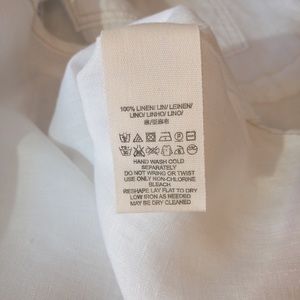 100% LINEN/ LIN/ LEINEN/
LINO/ LINHO/ LINO/
HAND WASH COLD
SEPARATELY
DO NOT WRING OR TWIST
USE ONLY NON-CHLORINE
BLEACH
RESHAPE LAY FLAT TO DRY
LOW IRON AS NEEDED
MAY BE DRY CLEANED